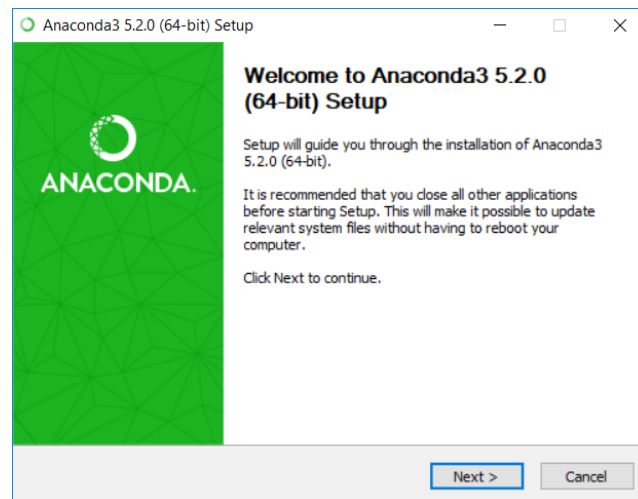 Anaconda3 5.2.0 (64-bit) Setup
ANACONDA.
Welcome to Anaconda3 5.2.0
(64-bit) Setup
Setup will guide you through the installation of Anaconda3
5.2.0 (64-bit).
It is recommended that you close all other applications
before starting Setup. This will make it possible to update
relevant system files without having to reboot your
computer.
Click Next to continue.
Next >
Cancel